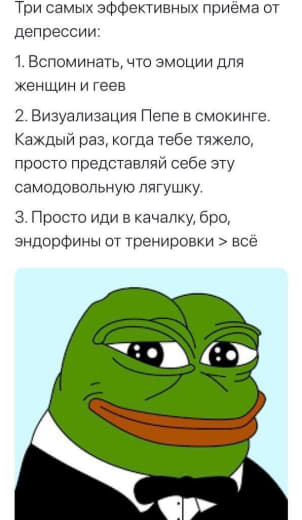 Три самых эффективных приёма от
депрессии:
1. Вспоминать, что эмоции для
женщин и геев
2. Визуализация Пепе в смокинге.
Каждый раз, когда тебе тяжело,
просто представляй себе эту
самодовольную лягушку.
3. Просто иди в качалку, бро,
эндорфины от тренировки > всё